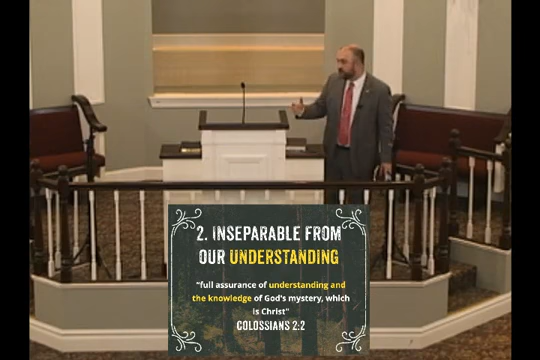 2. INSEPARABLE FROM
OUR UNDERSTANDING
"full assurance of understanding and
the knowledge of God's mystery, which
is Christ"
COLOSSIANS 2:2